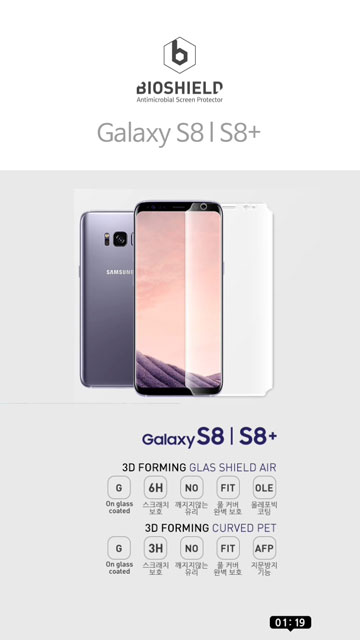 b
BIOSHIELD
Antimicrobial Screen Protector
Galaxy S8 l S8+
SAMSUNG
Galaxy S8 | S8+
3D FORMING GLAS SHIELD AIR
G 6H NO FIT OLE
On glass coated 스크래치 보호 깨지지않는 유리 풀 커버 완벽 보호 올레포빅 코팅
3D FORMING CURVED PET
G 3H NO FIT AFP
On glass coated 스크래치 보호 깨지지않는 유리 풀 커버 완벽 보호 지문방지 기능
01:19